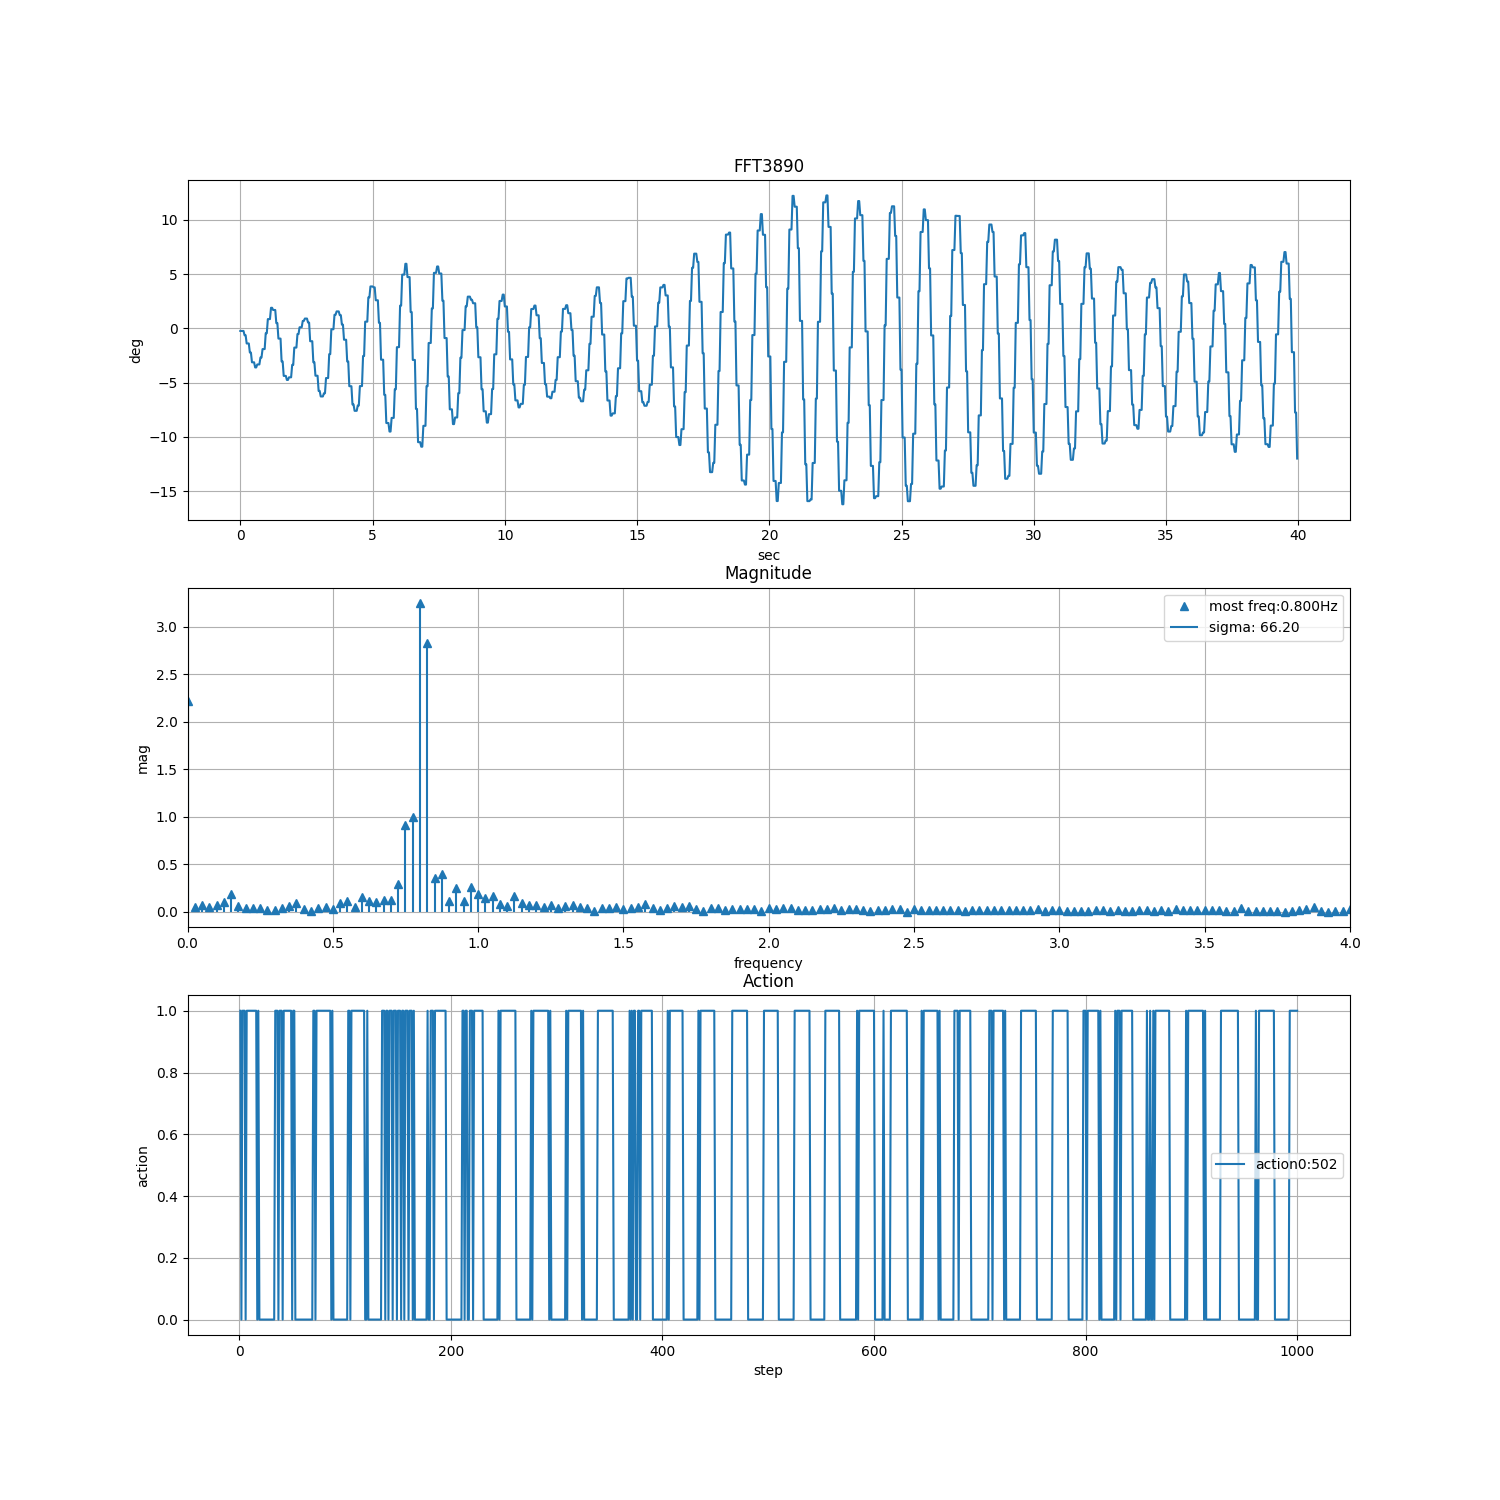 FFT3890
10
5
0
−5
−10
−15
deg
0 5 10 15 20 25 30 35 40
sec
Magnitude
most freq:0.800Hz
sigma: 66.20
3.0
2.5
2.0
1.5
1.0
0.5
0.0
mag
0.0 0.5 1.0 1.5 2.0 2.5 3.0 3.5 4.0
frequency
Action
1.0
0.8
0.6
0.4
0.2
0.0
action
action0:502
0 200 400 600 800 1000
step